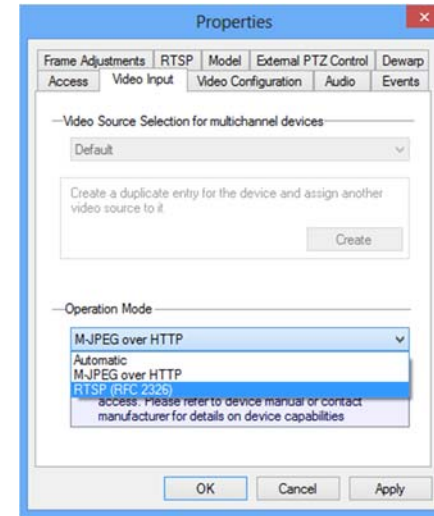 Properties
Frame Adjustments RTSP Model External PTZ Control Dewarp
Access Video Input Video Configuration Audio Events
Video Source Selection for multichannel devices
Default
Create a duplicate entry for the device and assign another
video source to it
Create
Operation Mode
M-JPEG over HTTP
Automatic
M-JPEG over HTTP
RTSP (RFC 2326)
access. Please refer to device manual or contact
manufacturer for details on device capabilities
OK Cancel Apply